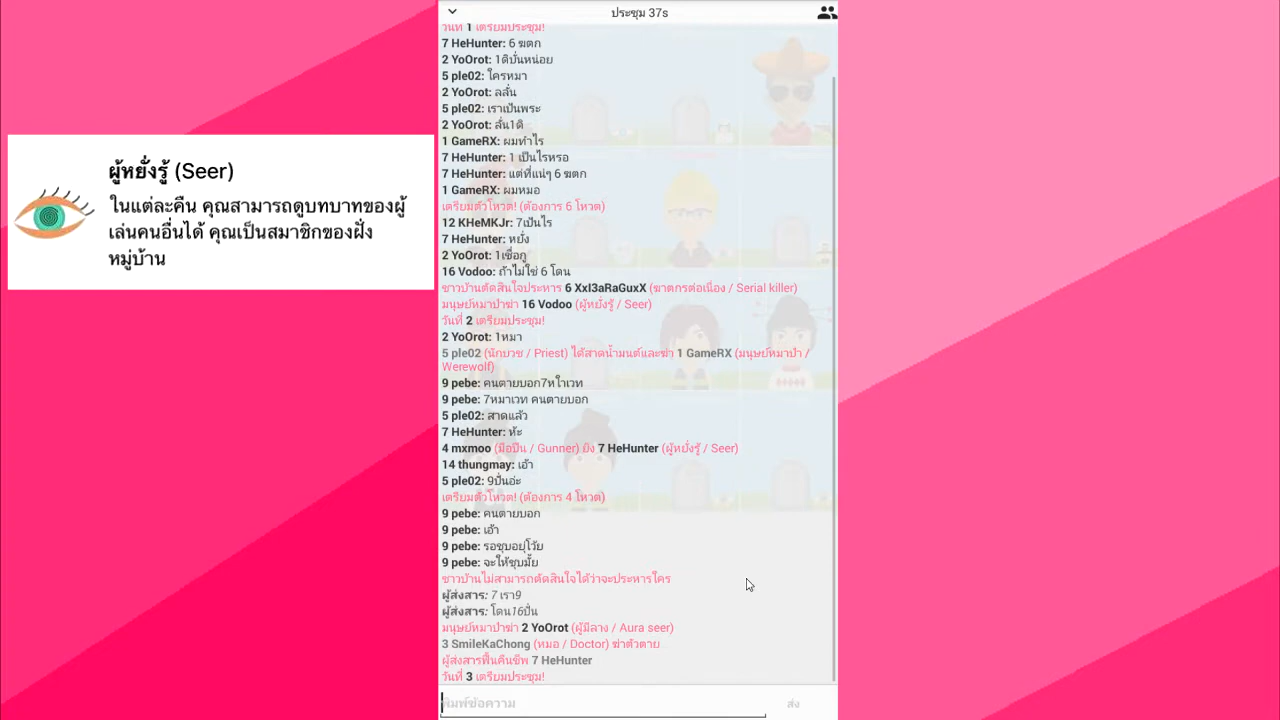 ประชุม 37s
วันที่ 1 เตรียมประชุม!
7 HeHunter: 6 ฆตก
2 YoOrot: 1ดิปั่นหน่อย
5 ple02: ใครหมา
2 YoOrot: ลลั่น
5 ple02: เราเป้นพระ
2 YoOrot: ลั่น1ดิ
1 GameRX: ผมทำไร
7 HeHunter: 1 เป็นไรหรอ
7 HeHunter: แต่ที่แน่ๆ 6 ฆตก
1 GameRX: ผมหมอ
เตรียมตัวโหวต! (ต้องการ 6 โหวต)
12 KHeMKJr: 7เป้นไร
7 HeHunter: หยั่ง
2 YoOrot: 1เชื่อกู
16 Vodoo: ถ้าไม่ใช่ 6 โดน
ชาวบ้านตัดสินใจประหาร 6 XxI3aRaGuxX (ฆาตกรต่อเนื่อง / Serial killer)
มนุษย์หมาป่าฆ่า 16 Vodoo (ผู้หยั่งรู้ / Seer)
วันที่ 2 เตรียมประชุม!
2 YoOrot: 1หมา
5 ple02 (นักบวช / Priest) ได้สาดน้ำมนต์และฆ่า 1 GameRX (มนุษย์หมาป่า /
Werewolf)
9 pebe: คนตายบอก7หใาเวท
9 pebe: 7หมาเวท คนตายบอก
5 ple02: สาดแล้ว
7 HeHunter: ห้ะ
4 mxmoo (มือปืน / Gunner) ยิง 7 HeHunter (ผู้หยั่งรู้ / Seer)
14 thungmay: เอ้า
5 ple02: 9ปั่นอ่ะ
เตรียมตัวโหวต! (ต้องการ 4 โหวต)
9 pebe: คนตายบอก
9 pebe: เอ้า
9 pebe: รอชุบอยุ่โว้ย
9 pebe: จะให้ชุบมั้ย
ชาวบ้านไม่สามารถตัดสินใจได้ว่าจะประหารใคร
ผู้ส่งสาร: 7 เรา9
ผู้ส่งสาร: โดน16ปั่น
มนุษย์หมาป่าฆ่า 2 YoOrot (ผู้มีลาง / Aura seer)
3 SmileKaChong (หมอ / Doctor) ฆ่าตัวตาย
ผู้ส่งสารฟื้นคืนชีพ 7 HeHunter
วันที่ 3 เตรียมประชุม!
พิมพ์ข้อความ
ส่ง
ผู้หยั่งรู้ (Seer)
ในแต่ละคืน คุณสามารถดูบทบาทของผู้
เล่นคนอื่นได้ คุณเป็นสมาชิกของฝั่ง
หมู่บ้าน